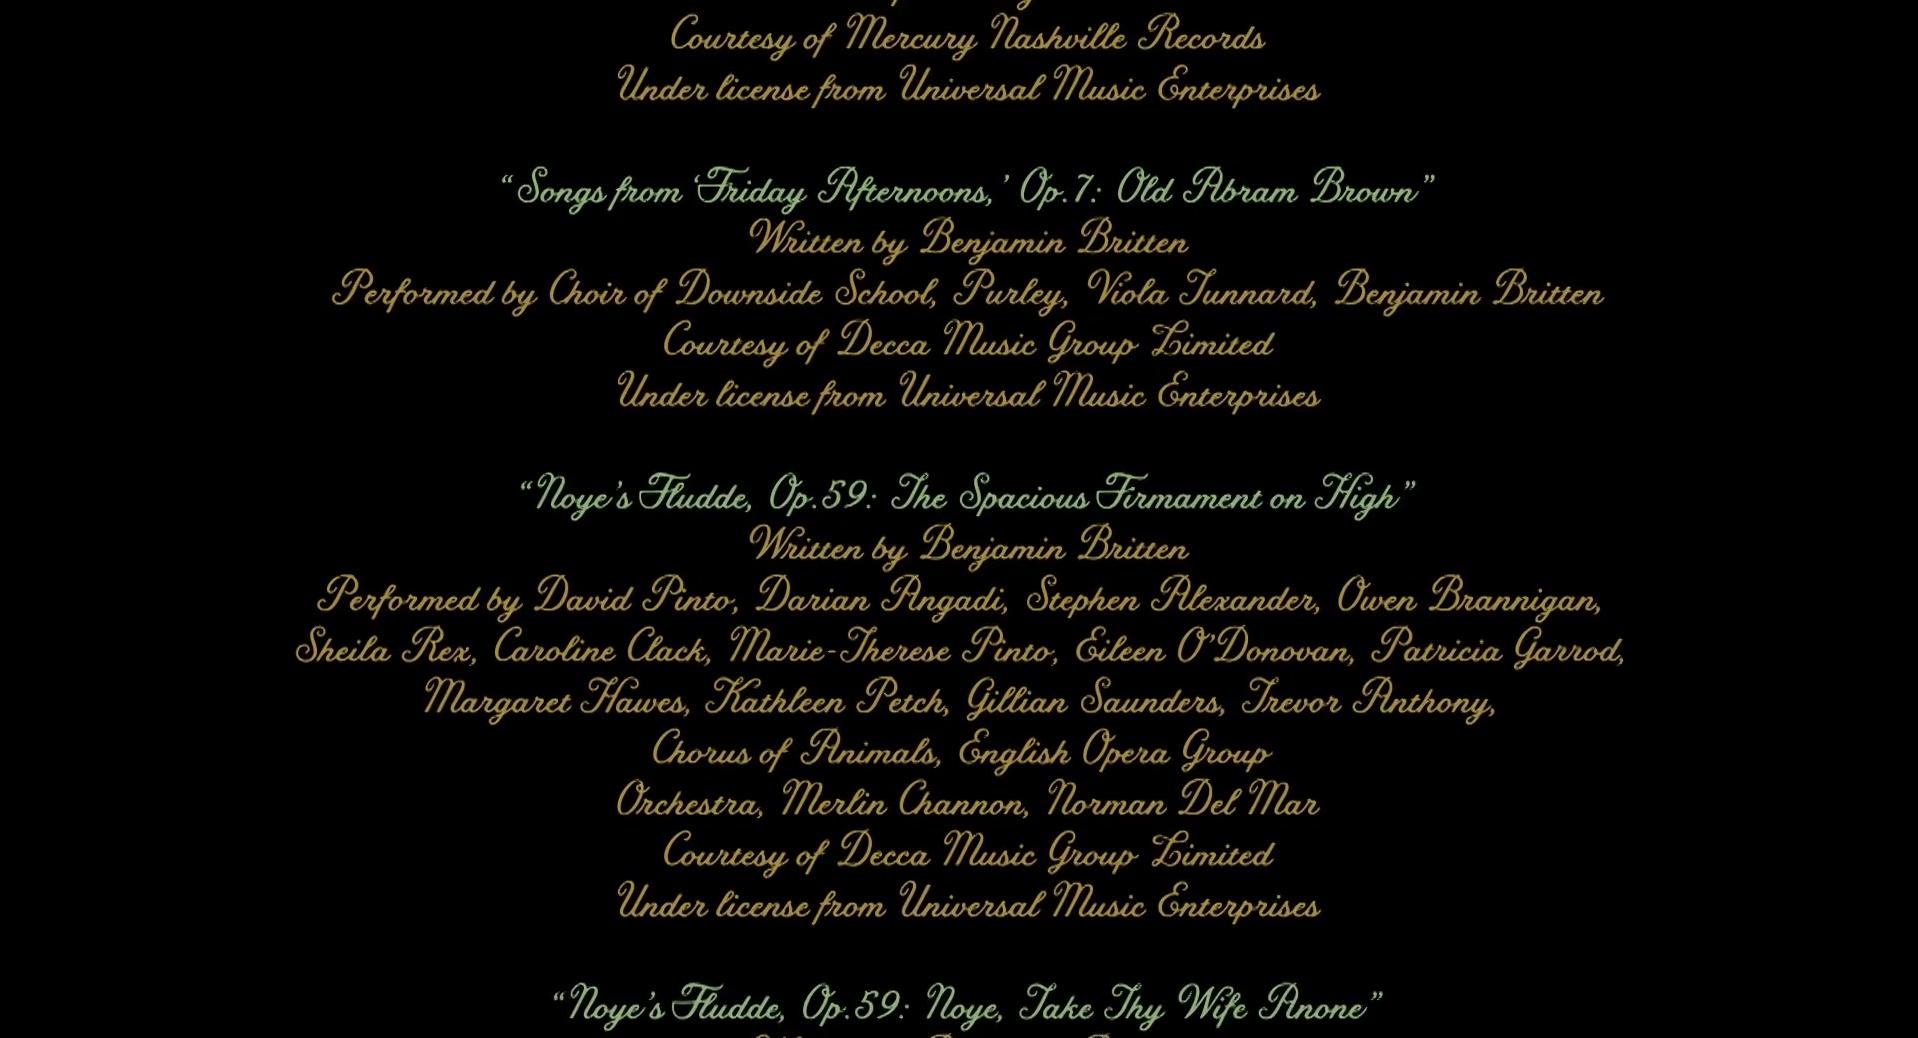 Courtesy of Mercury Nashville Records
Under license from Universal Music Enterprises
“Songs from ‘Friday Afternoons,’ Op.7: Old Abram Brown”
Written by Benjamin Britten
Performed by Choir of Downside School, Purley, Viola Tunnard, Benjamin Britten
Courtesy of Decca Music Group Limited
Under license from Universal Music Enterprises
“Noye’s Fludde, Op.59: The Spacious Firmament on High”
Written by Benjamin Britten
Performed by David Pinto, Darian Angadi, Stephen Alexander, Owen Brannigan,
Sheila Rex, Caroline Clack, Marie-Therese Pinto, Eileen O’Donovan, Patricia Garrod,
Margaret Hawes, Kathleen Petch, Gillian Saunders, Trevor Anthony,
Chorus of Animals, English Opera Group
Orchestra, Merlin Channon, Norman Del Mar
Courtesy of Decca Music Group Limited
Under license from Universal Music Enterprises
“Noye’s Fludde, Op.59: Noye, Take Thy Wife Anone”